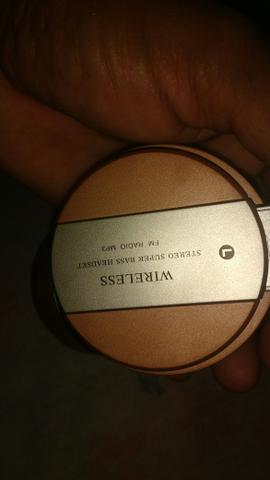 L
WIRELESS
STEREO SUPER BASS HEADSET
FM RADIO MP3